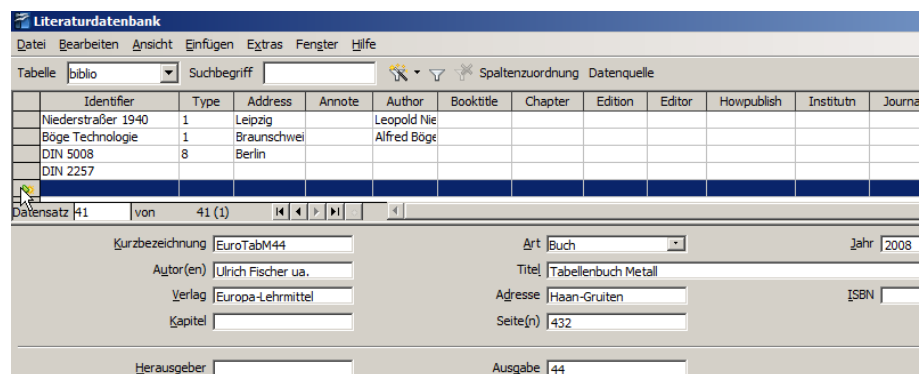 Literaturdatenbank
Datei Bearbeiten Ansicht Einfügen Extras Fenster Hilfe
Tabelle biblio Suchbegriff Spaltenzuordnung Datenquelle
Identifier Type Address Annote Author Booktitle Chapter Edition Editor Howpublish Institutn Journa
Niederstraßer 1940 1 Leipzig Leopold Nie
Böge Technologie 1 Braunschwei Alfred Böge
DIN 5008 8 Berlin
DIN 2257
Datensatz 41 von 41 (1)
Kurzbezeichnung EuroTabM44 Art Buch Jahr 2008
Autor(en) Ulrich Fischer ua. Titel Tabellenbuch Metall
Verlag Europa-Lehrmittel Adresse Haan-Gruiten ISBN
Kapitel Seite(n) 432
Herausgeber Ausgabe 44